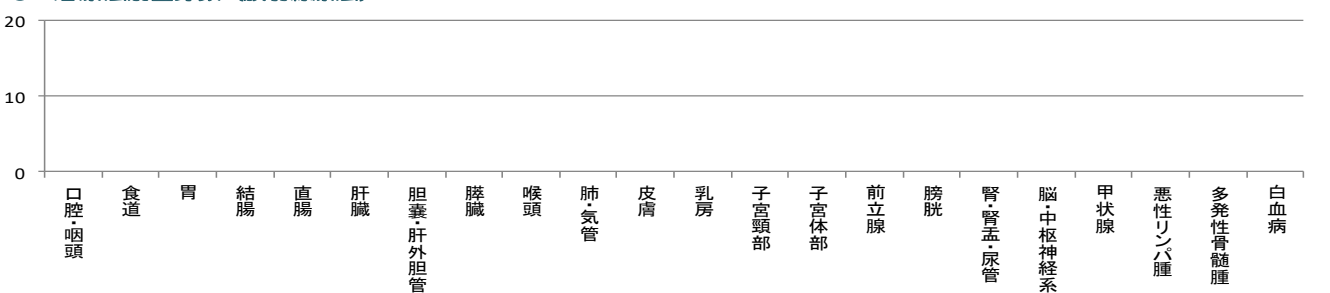 20
10
0
口腔・咽頭
食道
胃
結腸
直腸
肝臓
胆嚢・肝外胆管
膵臓
喉頭
肺・気管
皮膚
乳房
子宮頸部
子宮体部
前立腺
膀胱
腎・腎盂・尿管
脳・中枢神経系
甲状腺
悪性リンパ腫
多発性骨髄腫
白血病